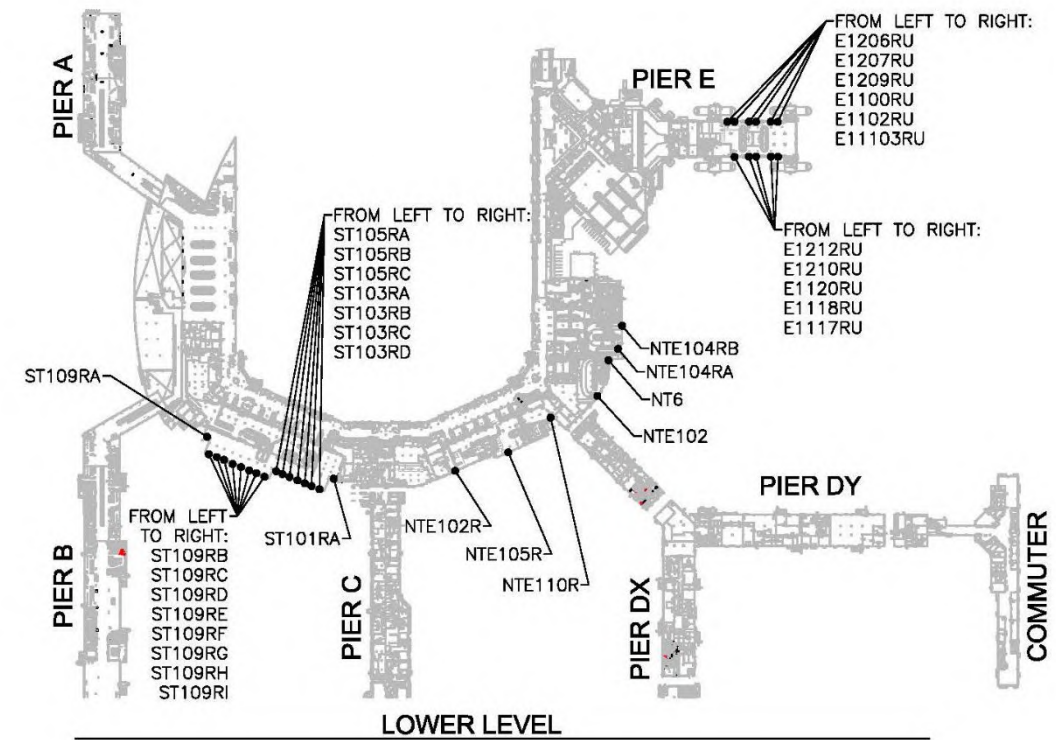 PIER A
PIER E
FROM LEFT TO RIGHT:
E1206RU
E1207RU
E1209RU
E1100RU
E1102RU
E11103RU
FROM LEFT TO RIGHT:
ST105RA
ST105RB
ST105RC
ST103RA
ST103RB
ST103RC
ST103RD
FROM LEFT TO RIGHT:
E1212RU
E1210RU
E1120RU
E1118RU
E1117RU
NTE104RB
NTE104RA
NT6
NTE102
ST109RA
FROM LEFT
TO RIGHT:
ST109RB
ST109RC
ST109RD
ST109RE
ST109RF
ST109RG
ST109RH
ST109RI
ST101RA
NTE102R
NTE105R
NTE110R
PIER B
PIER C
PIER DX
PIER DY
COMMUTER
LOWER LEVEL